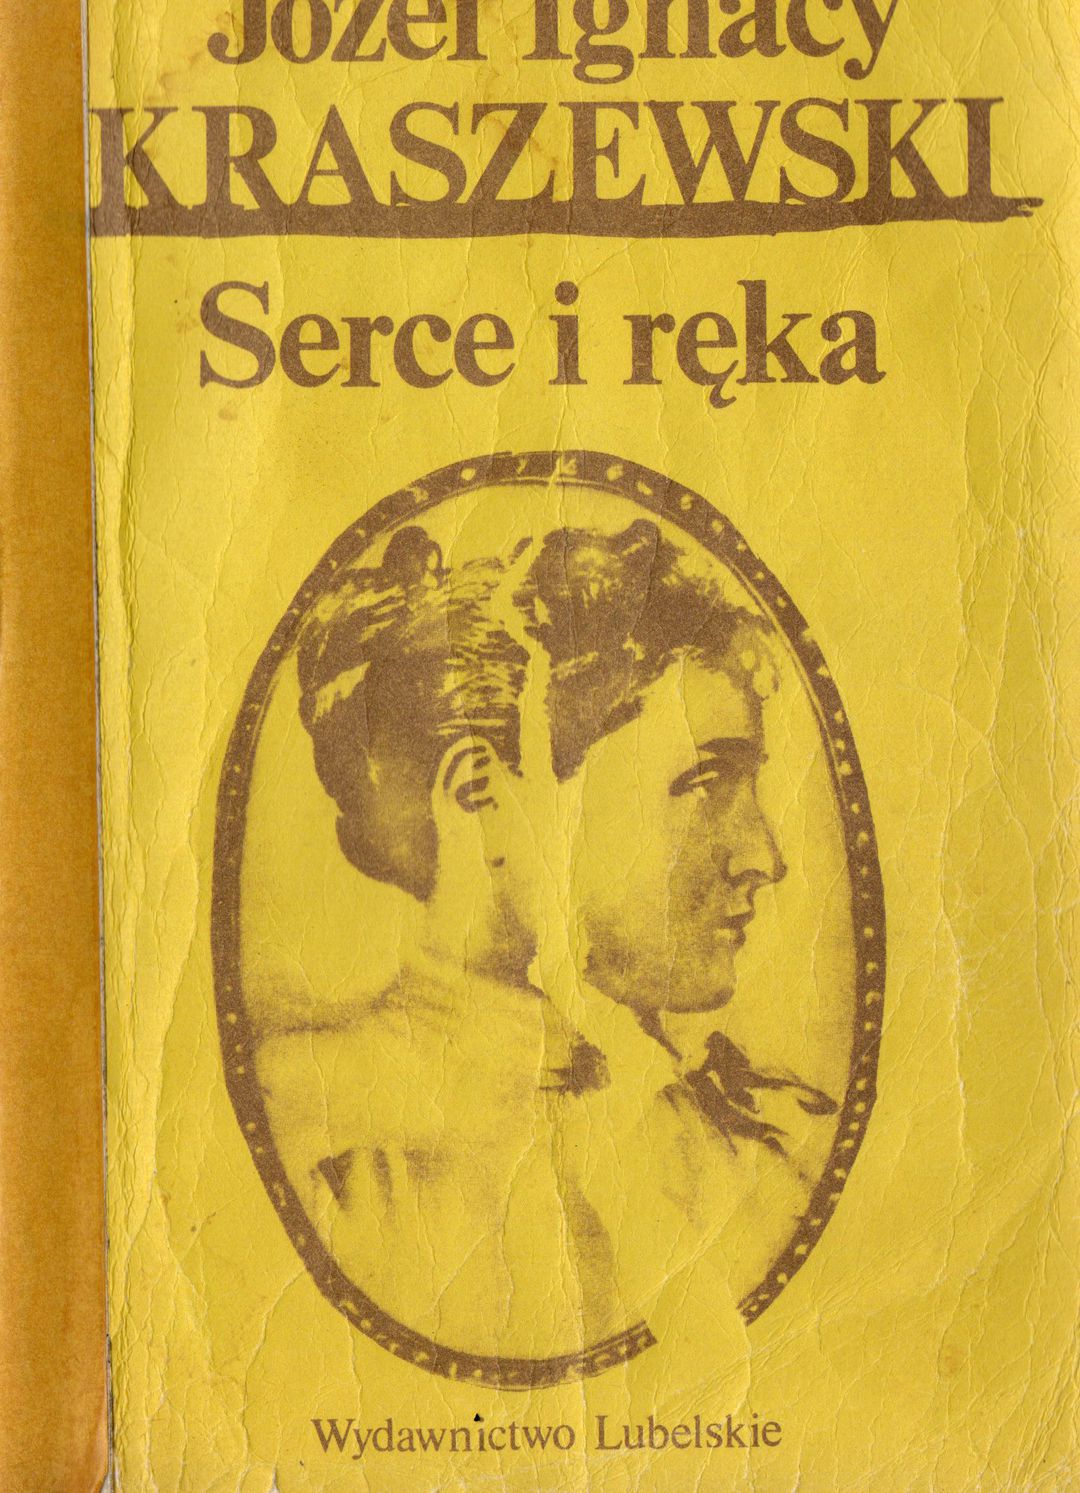 Józef Ignacy
KRASZEWSKI
Serce i ręka
Wydawnictwo Lubelskie